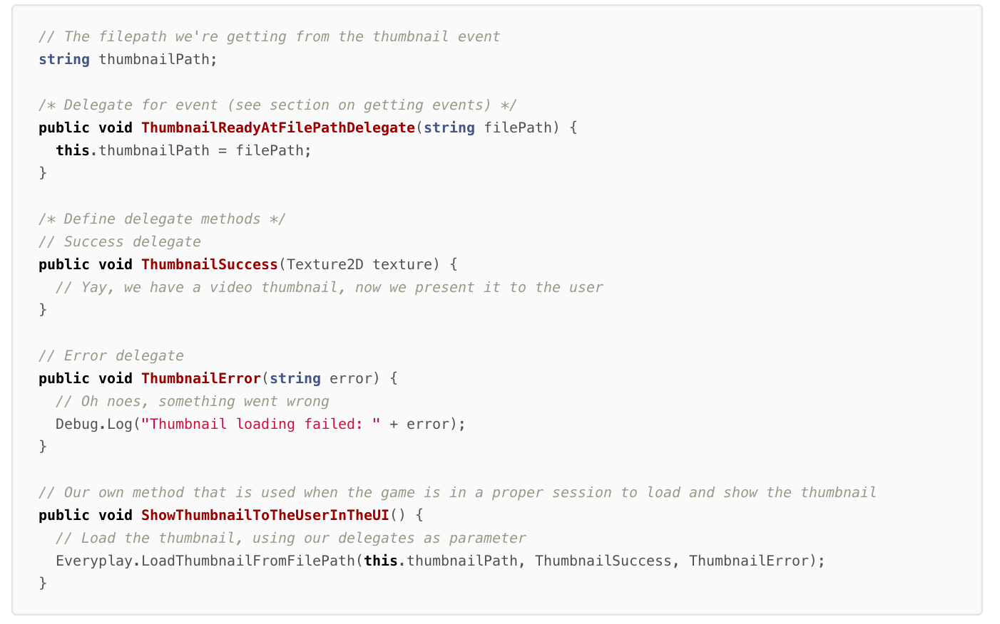 // The filepath we're getting from the thumbnail event
string thumbnailPath;

/* Delegate for event (see section on getting events) */
public void ThumbnailReadyAtFilePathDelegate(string filePath) {
  this.thumbnailPath = filePath;
}

/* Define delegate methods */
// Success delegate
public void ThumbnailSuccess(Texture2D texture) {
  // Yay, we have a video thumbnail, now we present it to the user
}

// Error delegate
public void ThumbnailError(string error) {
  // Oh noes, something went wrong
  Debug.Log("Thumbnail loading failed: " + error);
}

// Our own method that is used when the game is in a proper session to load and show the thumbnail
public void ShowThumbnailToTheUserInTheUI() {
  // Load the thumbnail, using our delegates as parameter
  Everyplay.LoadThumbnailFromFilePath(this.thumbnailPath, ThumbnailSuccess, ThumbnailError);
}